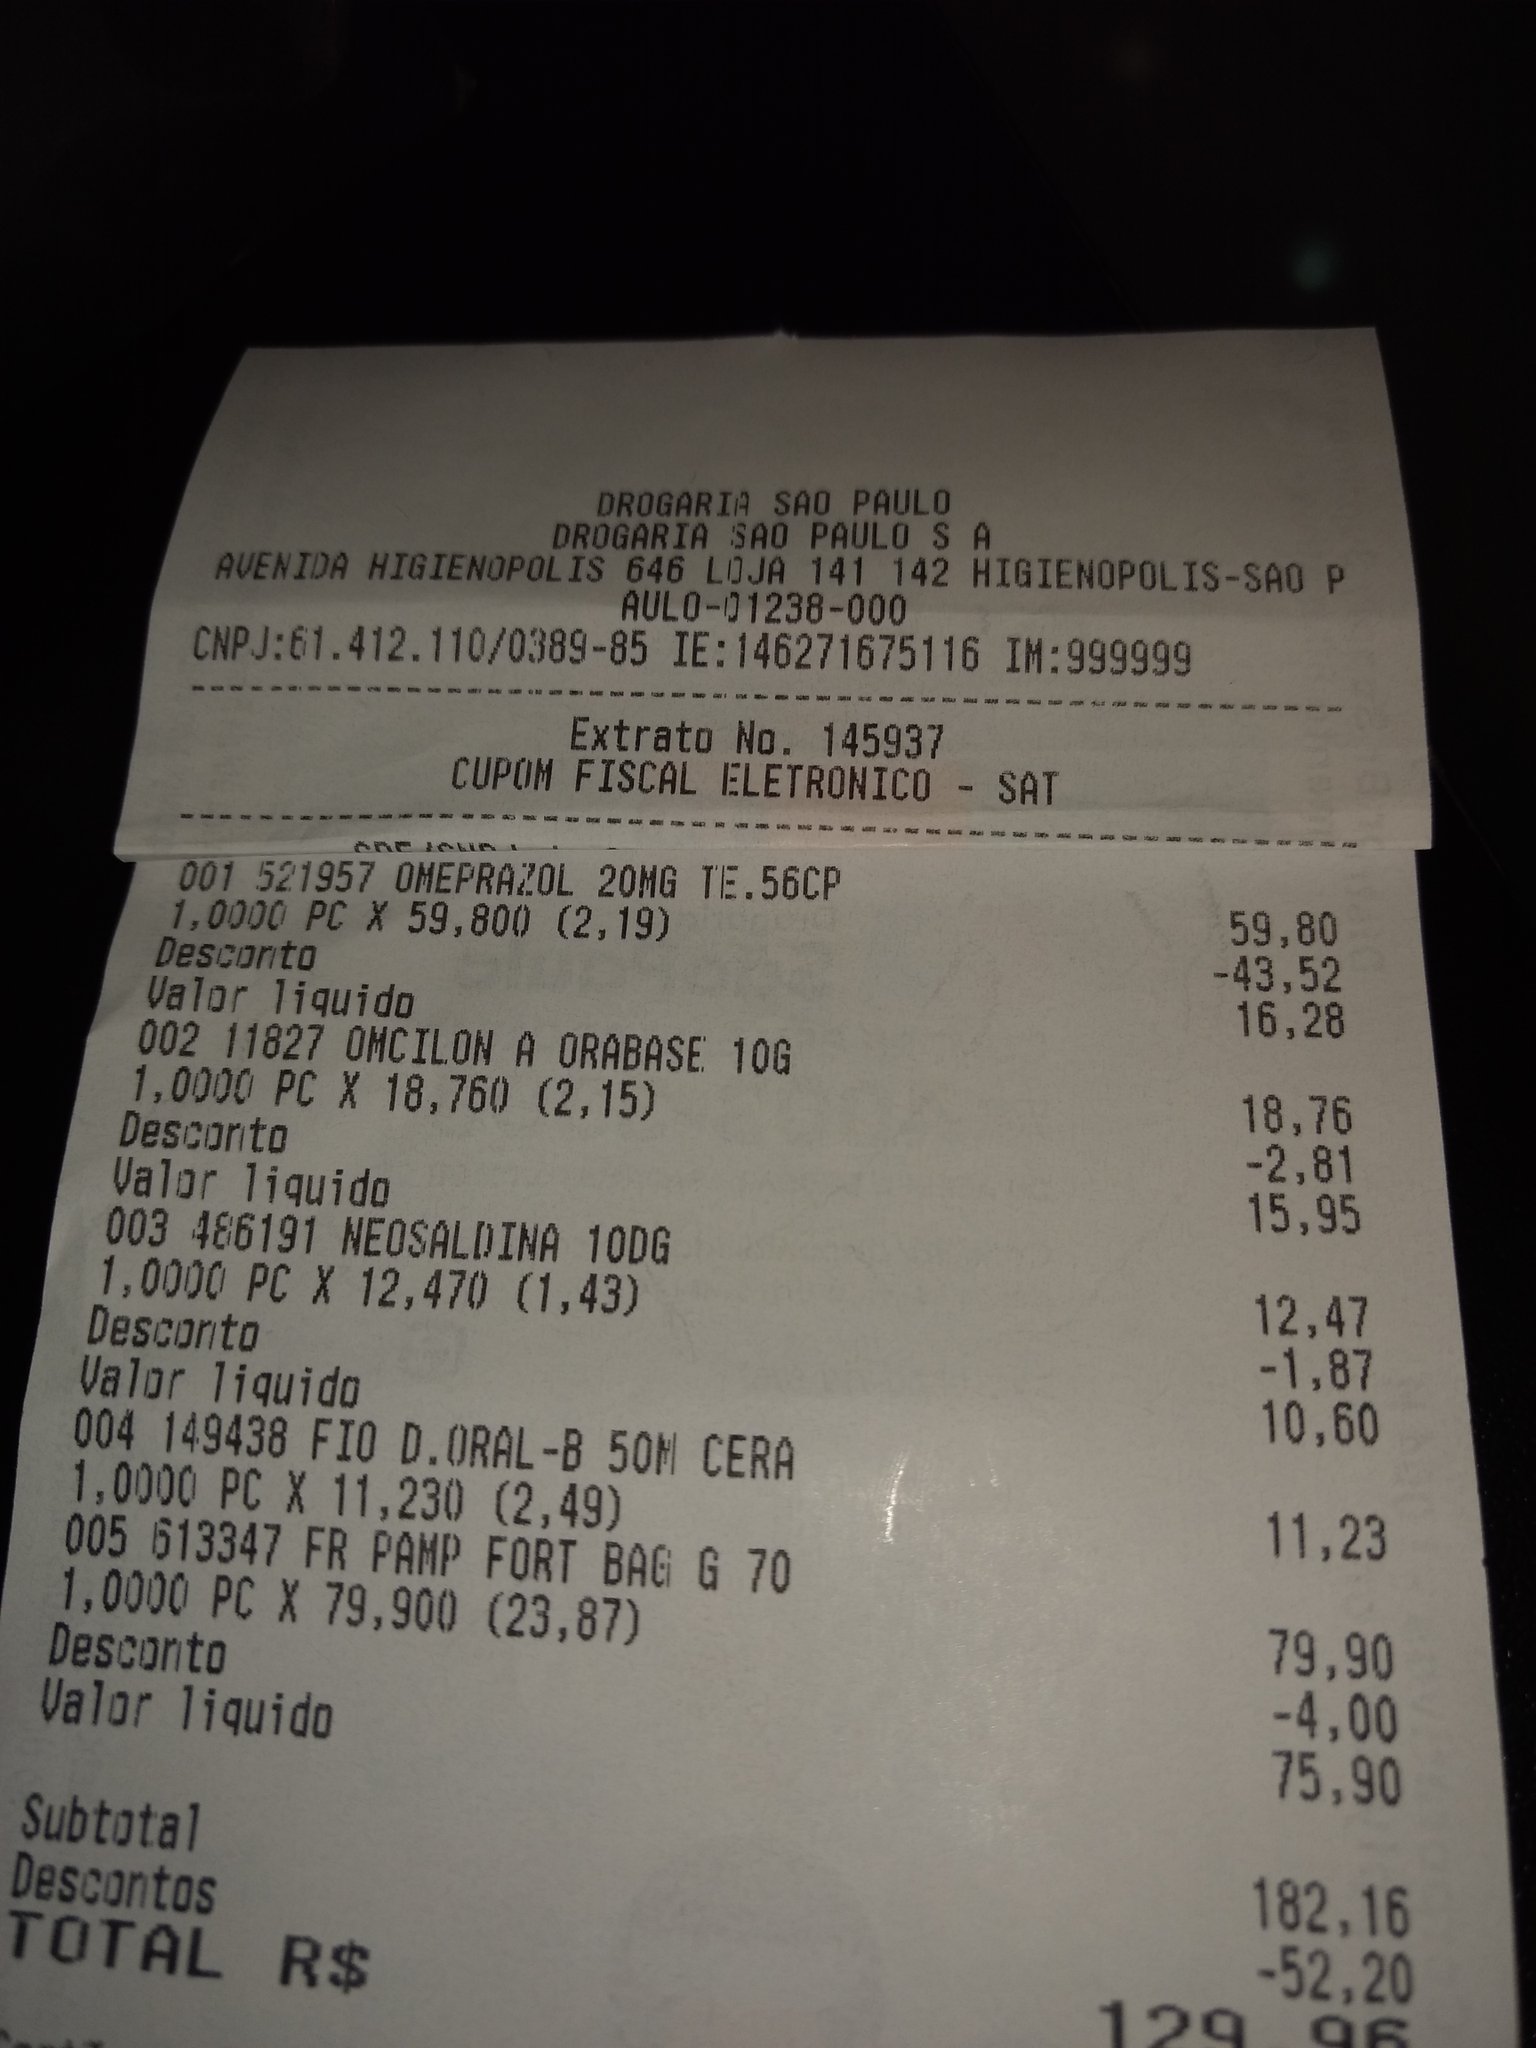 DROGARIA SAO PAULO
DROGARIA SAO PAULO S A
AVENIDA HIGIENOPOLIS 646 LOJA 141 142 HIGIENOPOLIS-SAO P
AULO-01238-000
CNPJ:61.412.110/0389-85 IE:146271675116 IM:999999
Extrato No. 145937
CUPOM FISCAL ELETRONICO - SAT
001 521957 OMEPRAZOL 20MG TE.56CP
1,0000 PC X 59,800 (2,19) 59,80
Desconto -43,52
Valor liquido 16,28
002 11827 OMCILON A ORABASE 10G
1,0000 PC X 18,760 (2,15) 18,76
Desconto -2,81
Valor liquido 15,95
003 486191 NEOSALDINA 10DG
1,0000 PC X 12,470 (1,43) 12,47
Desconto -1,87
Valor liquido 10,60
004 149438 FIO D.ORAL-B 50M CERA
1,0000 PC X 11,230 (2,49) 11,23
005 613347 FR PAMP FORT BAG G 70
1,0000 PC X 79,900 (23,87) 79,90
Desconto -4,00
Valor liquido 75,90
Subtotal 182,16
Descontos -52,20
TOTAL R$ 129,96